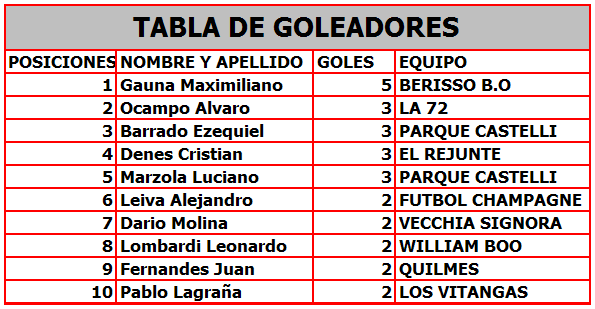 TABLA DE GOLEADORES
POSICIONES NOMBRE Y APELLIDO GOLES EQUIPO
1 Gauna Maximiliano 5 BERISSO B.O
2 Ocampo Alvaro 3 LA 72
3 Barrado Ezequiel 3 PARQUE CASTELLI
4 Denes Cristian 3 EL REJUNTE
5 Marzola Luciano 3 PARQUE CASTELLI
6 Leiva Alejandro 2 FUTBOL CHAMPAGNE
7 Dario Molina 2 VECCHIA SIGNORA
8 Lombardi Leonardo 2 WILLIAM BOO
9 Fernandes Juan 2 QUILMES
10 Pablo Lagraña 2 LOS VITANGAS